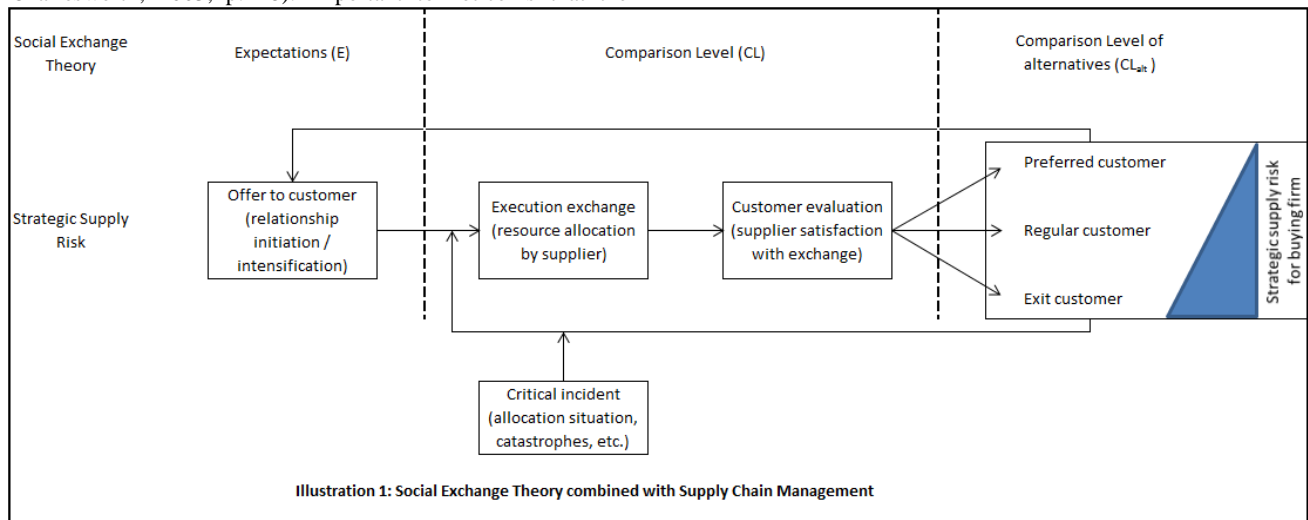 Social Exchange
Theory
Expectations (E)
Comparison Level (CL)
Comparison Level of
alternatives (CLalt )
Strategic Supply
Risk
Offer to customer
(relationship
initiation /
intensification)
Execution exchange
(resource allocation
by supplier)
Customer evaluation
(supplier satisfaction
with exchange)
Preferred customer
Regular customer
Exit customer
Strategic supply risk
for buying firm
Critical incident
(allocation situation,
catastrophes, etc.)
Illustration 1: Social Exchange Theory combined with Supply Chain Management